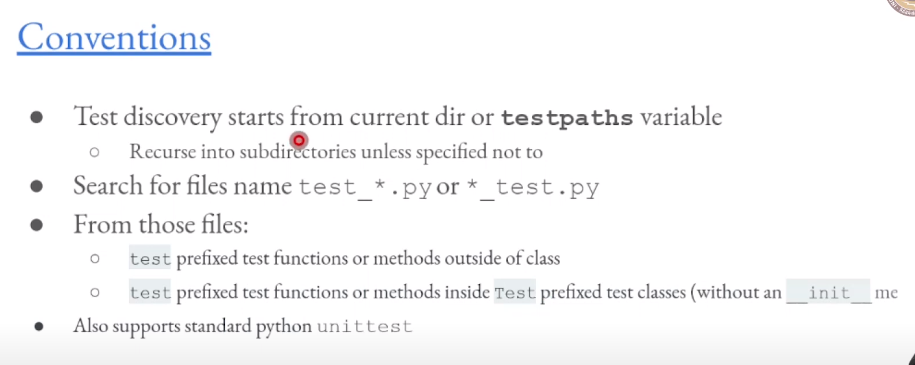 Conventions
● Test discovery starts from current dir or testpaths variable
○ Recurse into subdirectories unless specified not to
● Search for files name test_*.py or *_test.py
● From those files:
○ test prefixed test functions or methods outside of class
○ test prefixed test functions or methods inside Test prefixed test classes (without an __init__ me
● Also supports standard python unittest